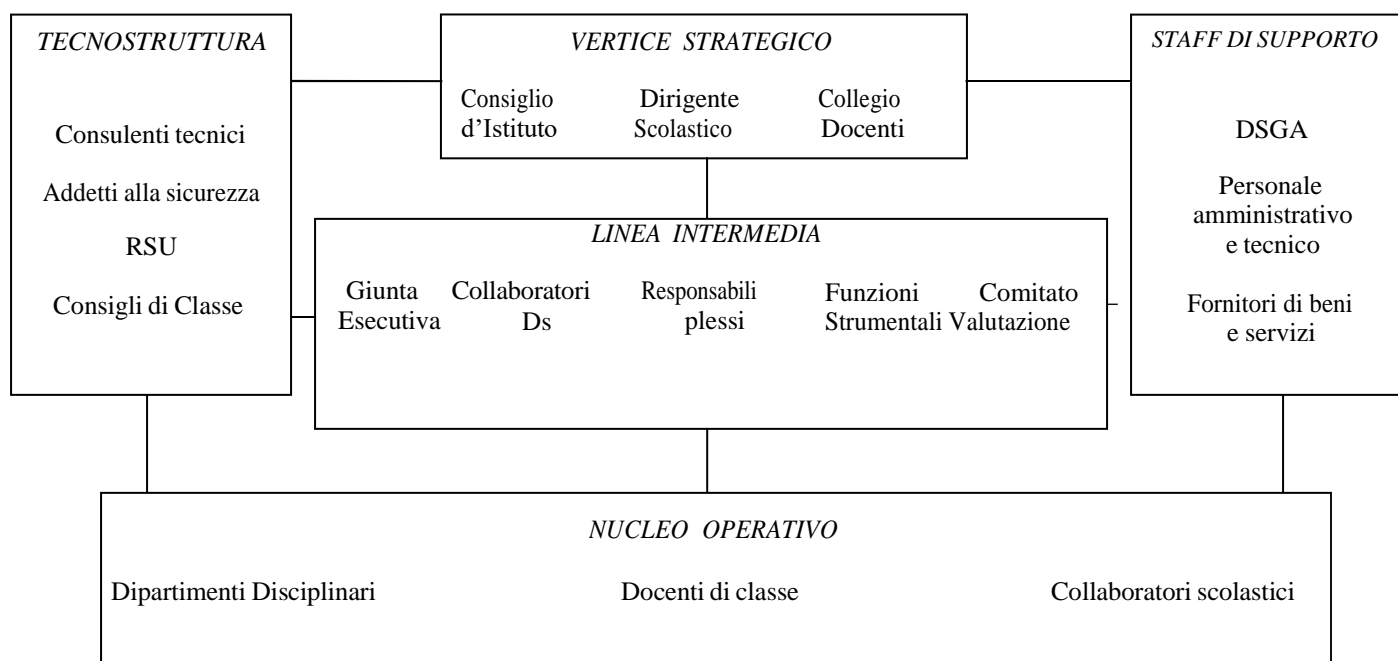 TECNOSTRUTTURA
Consulenti tecnici
Addetti alla sicurezza
RSU
Consigli di Classe
VERTICE STRATEGICO
Consiglio
d’Istituto
Dirigente
Scolastico
Collegio
Docenti
STAFF DI SUPPORTO
DSGA
Personale
amministrativo
e tecnico
Fornitori di beni
e servizi
LINEA INTERMEDIA
Giunta
Esecutiva
Collaboratori
Ds
Responsabili
plessi
Funzioni
Strumentali
Comitato
Valutazione
NUCLEO OPERATIVO
Dipartimenti Disciplinari
Docenti di classe
Collaboratori scolastici